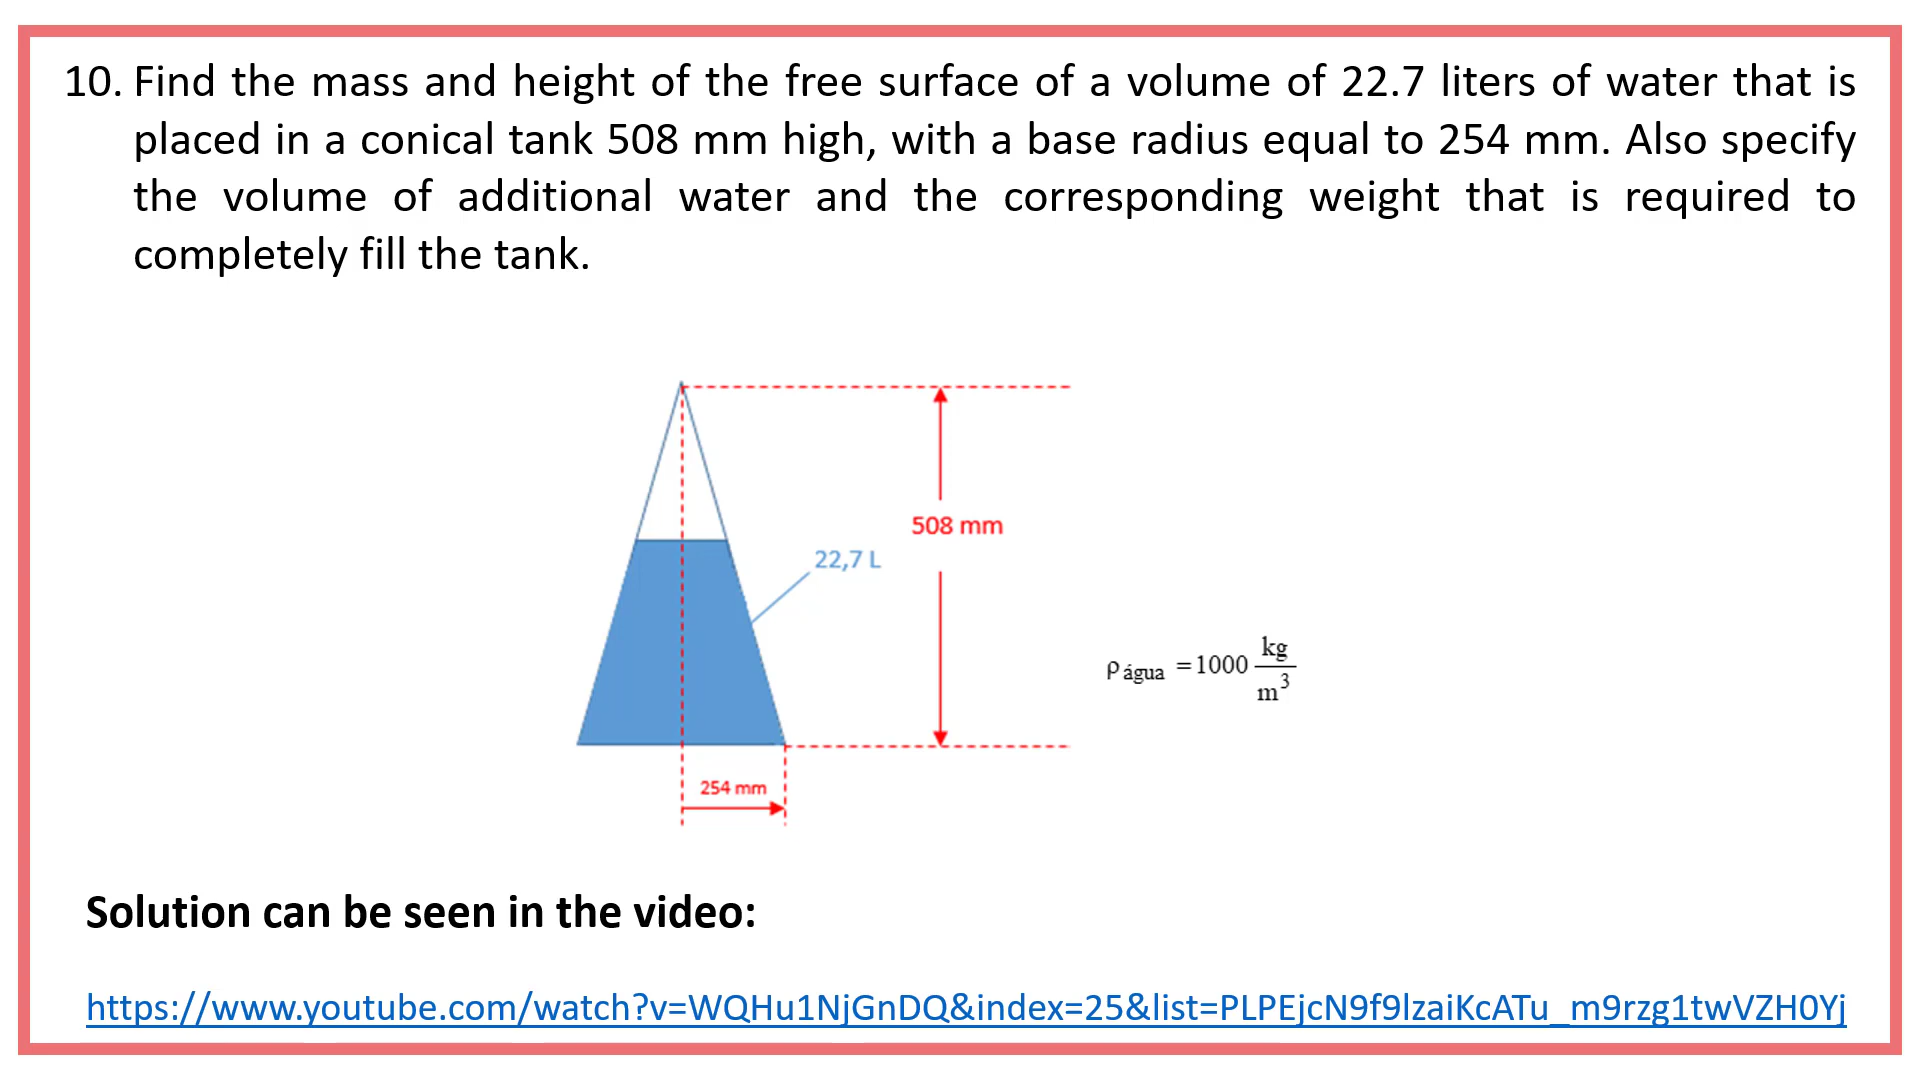 10. Find the mass and height of the free surface of a volume of 22.7 liters of water that is
placed in a conical tank 508 mm high, with a base radius equal to 254 mm. Also specify
the volume of additional water and the corresponding weight that is required to
completely fill the tank.
508 mm
22,7 L
ρ água = 1000 kg/m³
254 mm
Solution can be seen in the video:
https://www.youtube.com/watch?v=WQHu1NjGnDQ&index=25&list=PLPEjcN9f9lzaiKcATu_m9rzg1twVZH0Yj